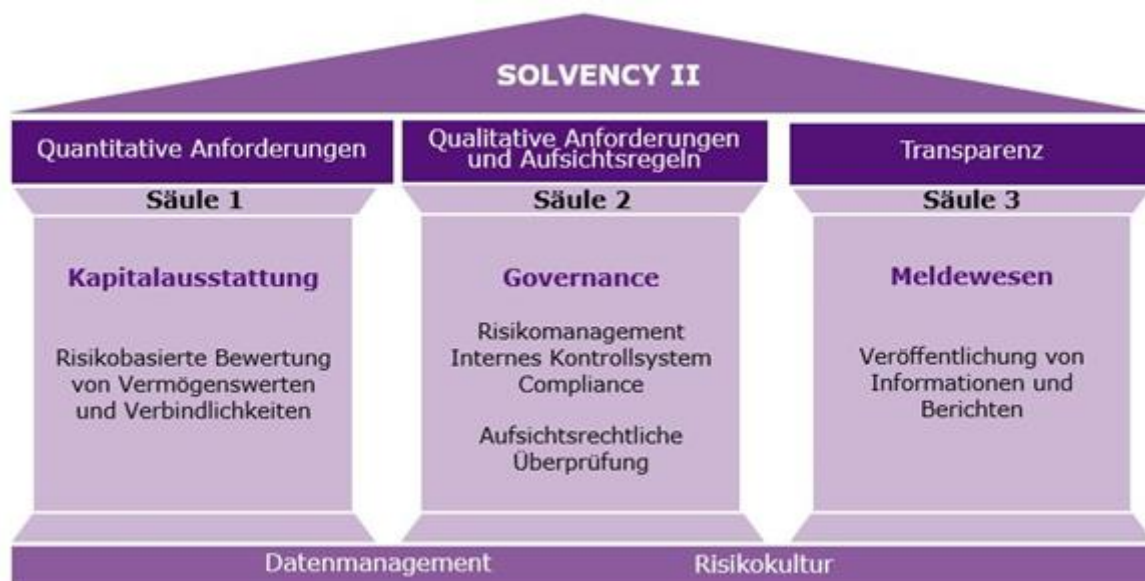 SOLVENCY II
Quantitative Anforderungen
Qualitative Anforderungen
und Aufsichtsregeln
Transparenz
Säule 1
Säule 2
Säule 3
Kapitalausstattung
Risikobasierte Bewertung
von Vermögenswerten
und Verbindlichkeiten
Governance
Risikomanagement
Internes Kontrollsystem
Compliance
Aufsichtsrechtliche
Überprüfung
Meldewesen
Veröffentlichung von
Informationen und
Berichten
Datenmanagement
Risikokultur